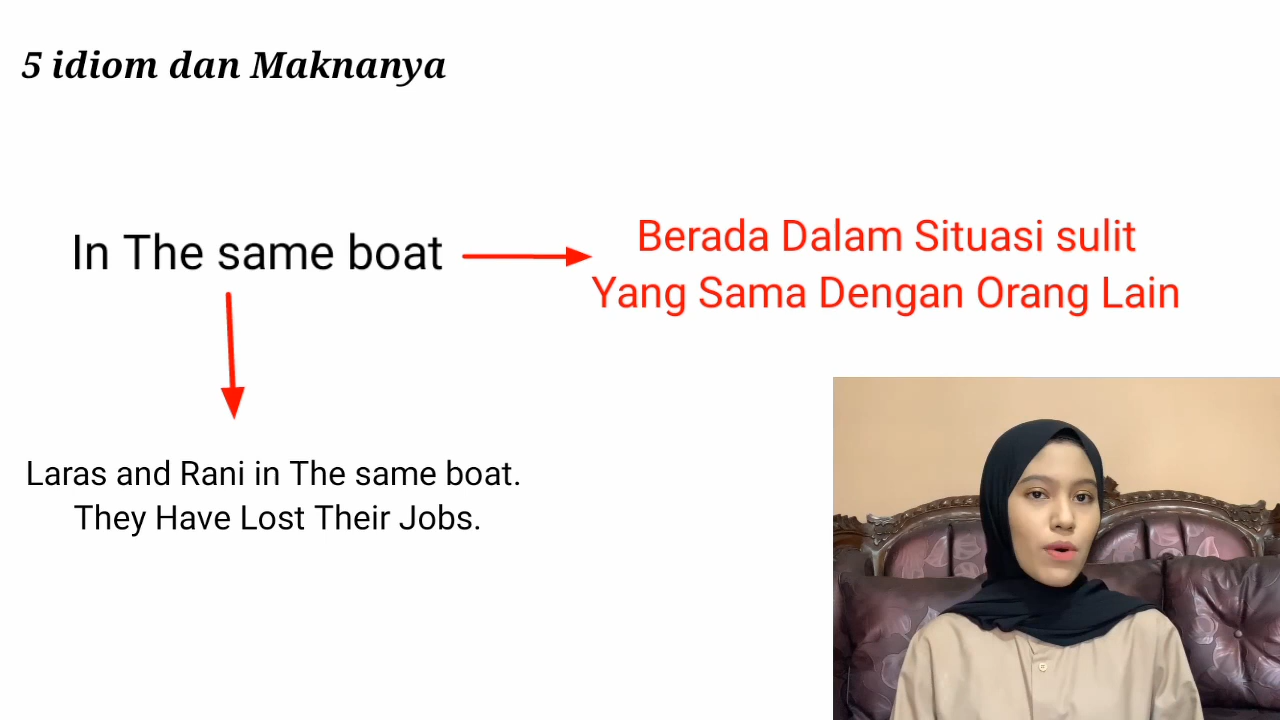 5 idiom dan Maknanya
In The same boat
Berada Dalam Situasi sulit
Yang Sama Dengan Orang Lain
Laras and Rani in The same boat.
They Have Lost Their Jobs.